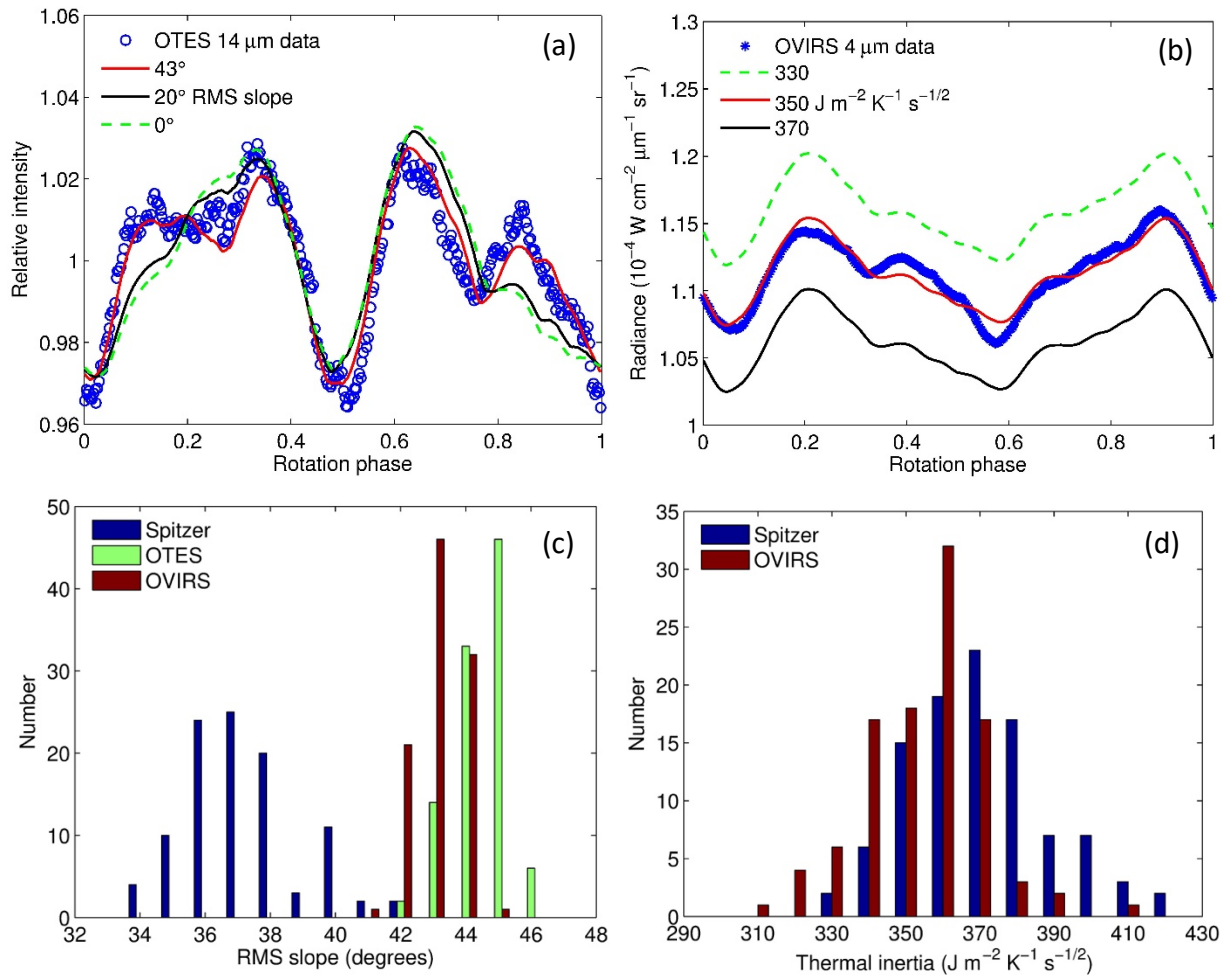 (a)
OTES 14 μm data
43°
20° RMS slope
0°
Relative intensity
1.06
1.04
1.02
1
0.98
0.96
0
0.2
0.4
0.6
0.8
1
Rotation phase
(b)
OVIRS 4 μm data
330
350 J m⁻² K⁻¹ s⁻¹/²
370
Radiance (10⁻⁴ W cm⁻² μm⁻¹ sr⁻¹)
1.3
1.25
1.2
1.15
1.1
1.05
1
0
0.2
0.4
0.6
0.8
1
Rotation phase
(c)
Spitzer
OTES
OVIRS
Number
50
40
30
20
10
0
32
34
36
38
40
42
44
46
48
RMS slope (degrees)
(d)
Spitzer
OVIRS
Number
35
30
25
20
15
10
5
0
290
310
330
350
370
390
410
430
Thermal inertia (J m⁻² K⁻¹ s⁻¹/²)